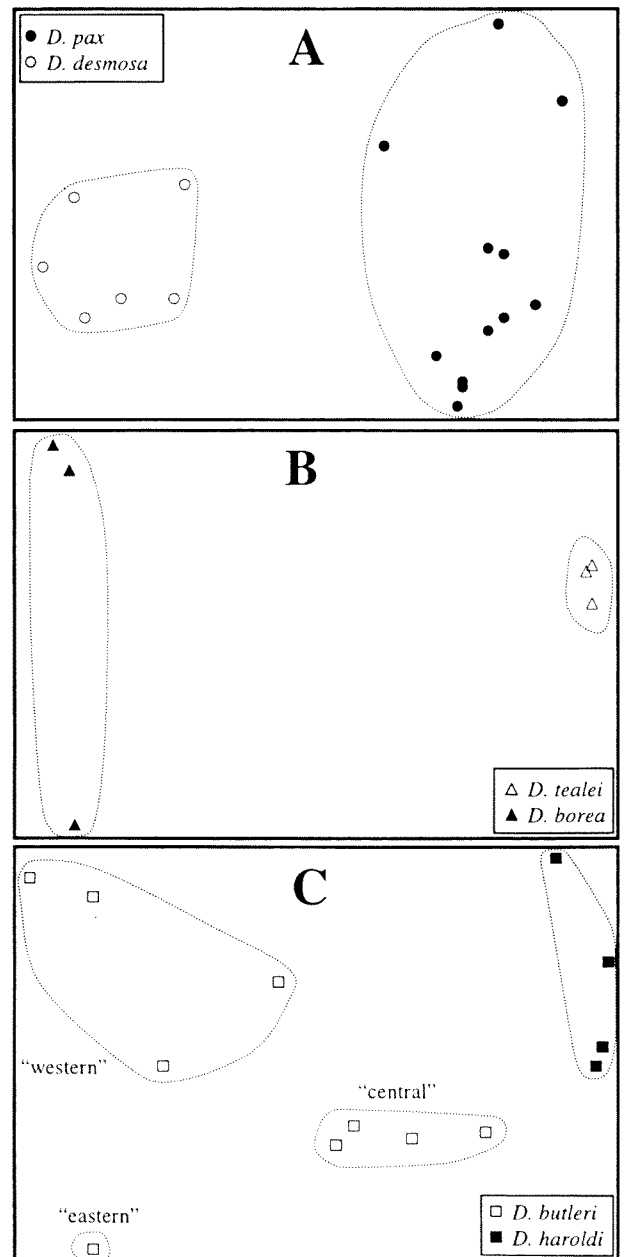 D. pax
D. desmosa
A
B
D. tealei
D. borea
C
“western”
“central”
“eastern”
D. butleri
D. haroldi